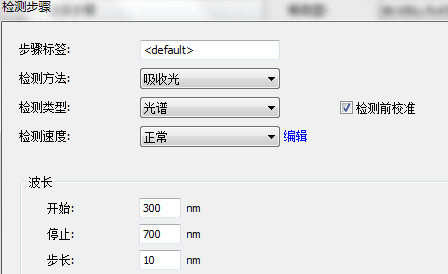 检测步骤
步骤标签: <default>
检测方法: 吸收光
检测类型: 光谱 检测前校准
检测速度: 正常 编辑
波长
开始: 300 nm
停止: 700 nm
步长: 10 nm